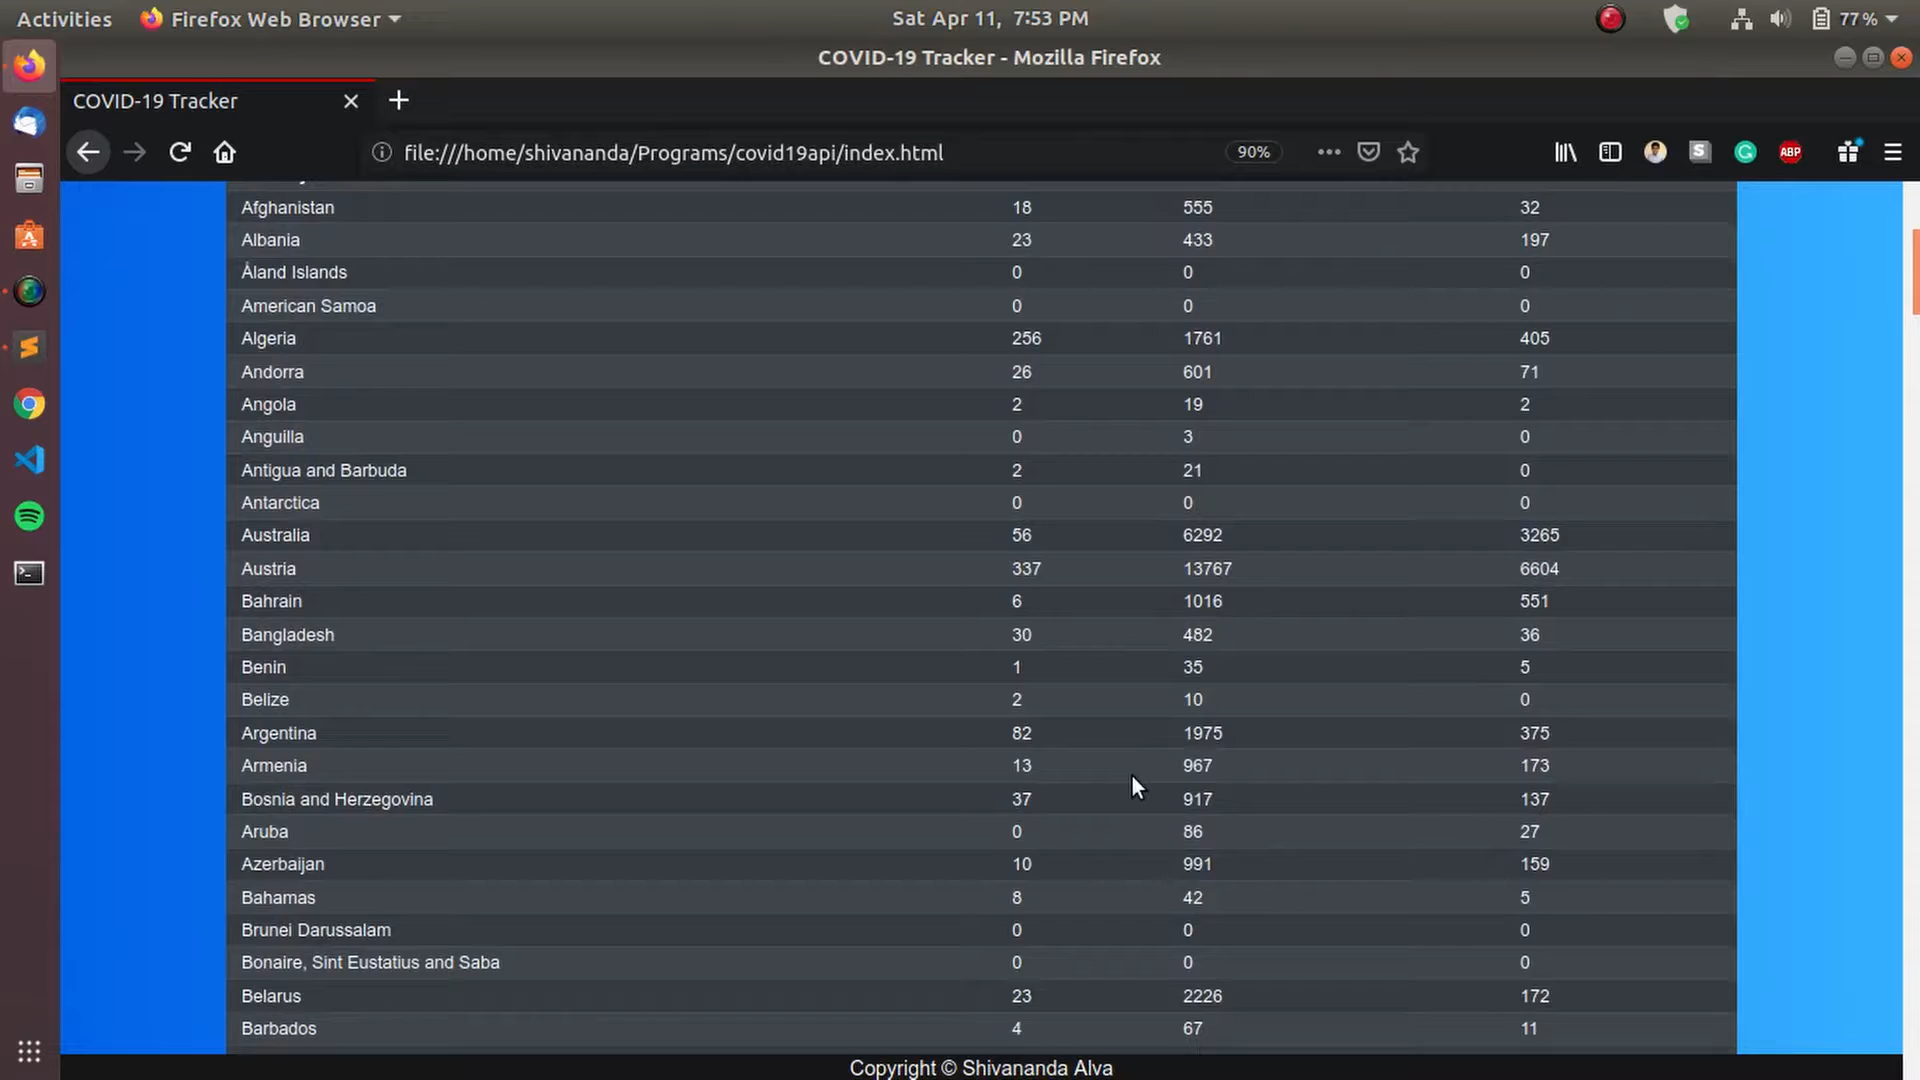 Activities Firefox Web Browser Sat Apr 11, 7:53 PM 77%
COVID-19 Tracker - Mozilla Firefox
COVID-19 Tracker
file:///home/shivananda/Programs/covid19api/index.html 90% S G ABP
Afghanistan 18 555 32
Albania 23 433 197
Åland Islands 0 0 0
American Samoa 0 0 0
Algeria 256 1761 405
Andorra 26 601 71
Angola 2 19 2
Anguilla 0 3 0
Antigua and Barbuda 2 21 0
Antarctica 0 0 0
Australia 56 6292 3265
Austria 337 13767 6604
Bahrain 6 1016 551
Bangladesh 30 482 36
Benin 1 35 5
Belize 2 10 0
Argentina 82 1975 375
Armenia 13 967 173
Bosnia and Herzegovina 37 917 137
Aruba 0 86 27
Azerbaijan 10 991 159
Bahamas 8 42 5
Brunei Darussalam 0 0 0
Bonaire, Sint Eustatius and Saba 0 0 0
Belarus 23 2226 172
Barbados 4 67 11
Copyright © Shivananda Alva